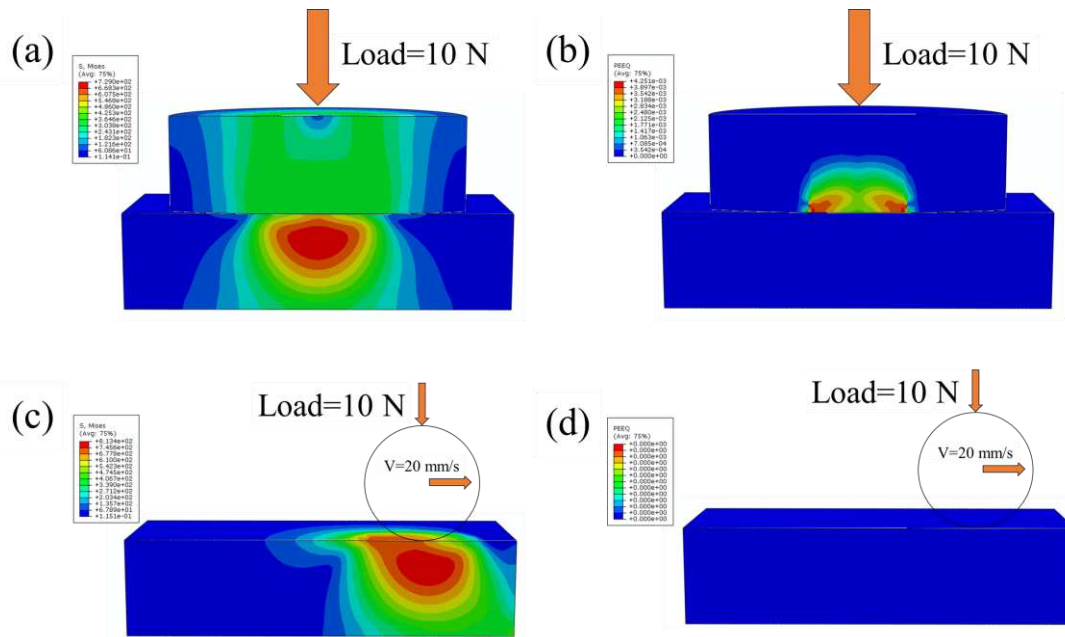 (a)
Load=10 N
S, Mises
(Avg: 75%)
+7.290e+02
+6.683e+02
+6.075e+02
+5.468e+02
+4.860e+02
+4.253e+02
+3.646e+02
+3.038e+02
+2.431e+02
+1.823e+02
+1.216e+02
+6.086e+01
+1.141e-01
(b)
Load=10 N
PEEQ
(Avg: 75%)
+4.251e-03
+3.897e-03
+3.542e-03
+3.188e-03
+2.834e-03
+2.480e-03
+2.125e-03
+1.771e-03
+1.417e-03
+1.063e-03
+7.085e-04
+3.542e-04
+0.000e+00
(c)
Load=10 N
V=20 mm/s
S, Mises
(Avg: 75%)
+8.134e+02
+7.456e+02
+6.778e+02
+6.100e+02
+5.423e+02
+4.745e+02
+4.067e+02
+3.390e+02
+2.712e+02
+2.034e+02
+1.357e+02
+6.789e+01
+1.151e-01
(d)
Load=10 N
V=20 mm/s
PEEQ
(Avg: 75%)
+0.000e+00
+0.000e+00
+0.000e+00
+0.000e+00
+0.000e+00
+0.000e+00
+0.000e+00
+0.000e+00
+0.000e+00
+0.000e+00
+0.000e+00
+0.000e+00
+0.000e+00